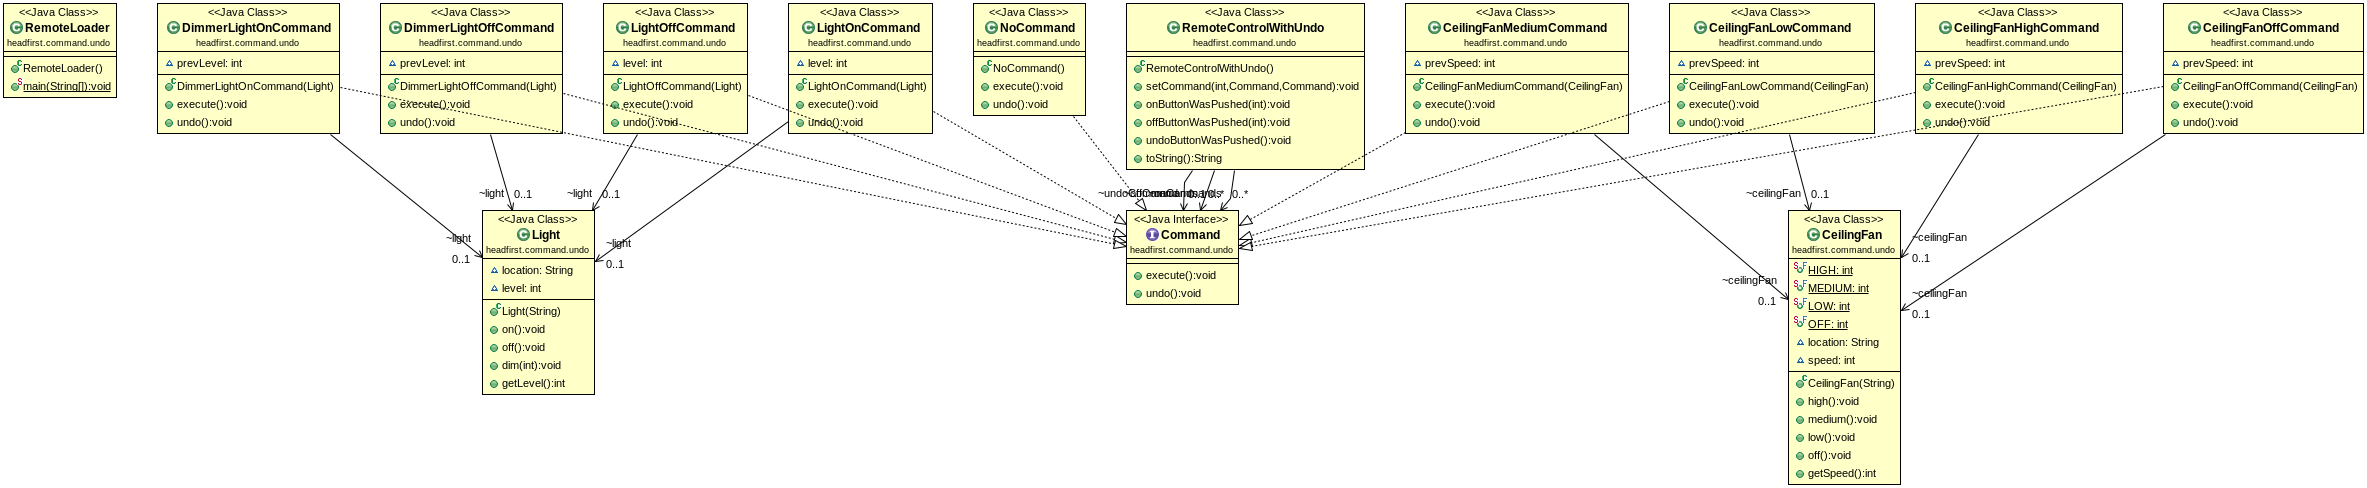 <<Java Class>>
RemoteLoader
headfirst.command.undo
RemoteLoader()
main(String[]):void
<<Java Class>>
DimmerLightOnCommand
headfirst.command.undo
prevLevel: int
DimmerLightOnCommand(Light)
execute():void
undo():void
<<Java Class>>
DimmerLightOffCommand
headfirst.command.undo
prevLevel: int
DimmerLightOffCommand(Light)
execute():void
undo():void
<<Java Class>>
LightOffCommand
headfirst.command.undo
level: int
LightOffCommand(Light)
execute():void
undo():void
<<Java Class>>
LightOnCommand
headfirst.command.undo
level: int
LightOnCommand(Light)
execute():void
undo():void
<<Java Class>>
NoCommand
headfirst.command.undo
NoCommand()
execute():void
undo():void
<<Java Class>>
RemoteControlWithUndo
headfirst.command.undo
RemoteControlWithUndo()
setCommand(int,Command,Command):void
onButtonWasPushed(int):void
offButtonWasPushed(int):void
undoButtonWasPushed():void
toString():String
<<Java Class>>
CeilingFanMediumCommand
headfirst.command.undo
prevSpeed: int
CeilingFanMediumCommand(CeilingFan)
execute():void
undo():void
<<Java Class>>
CeilingFanLowCommand
headfirst.command.undo
prevSpeed: int
CeilingFanLowCommand(CeilingFan)
execute():void
undo():void
<<Java Class>>
CeilingFanHighCommand
headfirst.command.undo
prevSpeed: int
CeilingFanHighCommand(CeilingFan)
execute():void
undo():void
<<Java Class>>
CeilingFanOffCommand
headfirst.command.undo
prevSpeed: int
CeilingFanOffCommand(CeilingFan)
execute():void
undo():void
~light
0..1
~light
0..1
~light
0..1
~light
0..1
0..*
~ceilingFan
0..1
~ceilingFan
0..1
~ceilingFan
0..1
~ceilingFan
0..1
<<Java Class>>
Light
headfirst.command.undo
location: String
level: int
Light(String)
on():void
off():void
dim(int):void
getLevel():int
<<Java Interface>>
Command
headfirst.command.undo
execute():void
undo():void
<<Java Class>>
CeilingFan
headfirst.command.undo
HIGH: int
MEDIUM: int
LOW: int
OFF: int
location: String
speed: int
CeilingFan(String)
high():void
medium():void
low():void
off():void
getSpeed():int